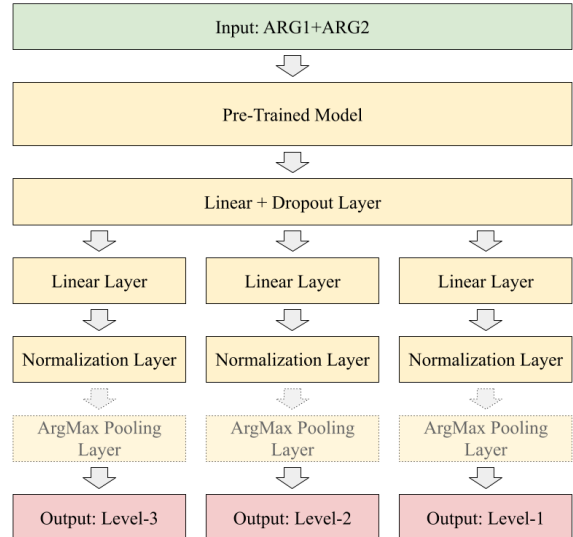 Input: ARG1+ARG2
Pre-Trained Model
Linear + Dropout Layer
Linear Layer
Linear Layer
Linear Layer
Normalization Layer
Normalization Layer
Normalization Layer
ArgMax Pooling
Layer
ArgMax Pooling
Layer
ArgMax Pooling
Layer
Output: Level-3
Output: Level-2
Output: Level-1